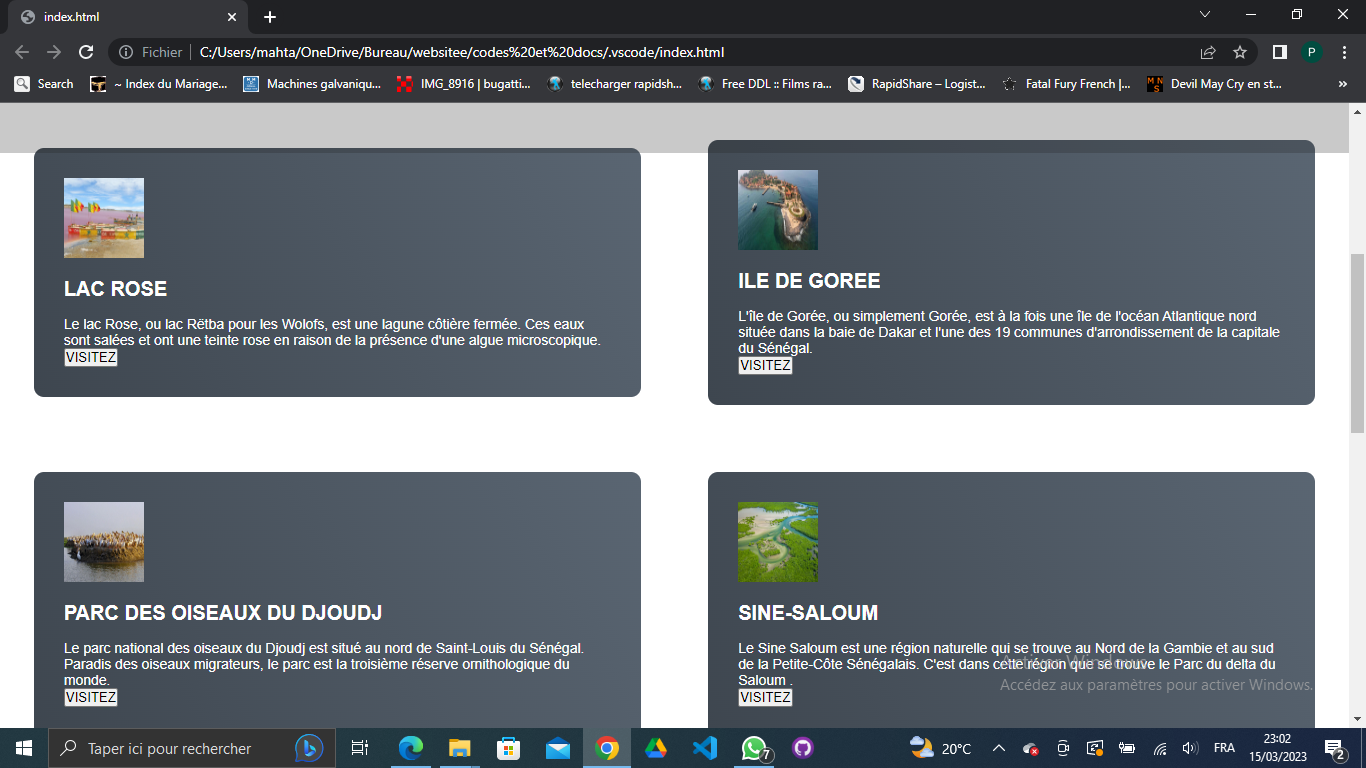 index.html
Fichier
C:/Users/mahta/OneDrive/Bureau/websitee/codes%20et%20docs/.vscode/index.html
P
Search
~ Index du Mariage...
Machines galvaniqu...
IMG_8916 | bugatti...
telecharger rapidsh...
Free DDL :: Films ra...
RapidShare – Logist...
Fatal Fury French |...
Devil May Cry en st...
»
LAC ROSE
Le lac Rose, ou lac Rëtba pour les Wolofs, est une lagune côtière fermée. Ces eaux
sont salées et ont une teinte rose en raison de la présence d'une algue microscopique.
VISITEZ
ILE DE GOREE
L'île de Gorée, ou simplement Gorée, est à la fois une île de l'océan Atlantique nord
située dans la baie de Dakar et l'une des 19 communes d'arrondissement de la capitale
du Sénégal.
VISITEZ
PARC DES OISEAUX DU DJOUDJ
Le parc national des oiseaux du Djoudj est situé au nord de Saint-Louis du Sénégal.
Paradis des oiseaux migrateurs, le parc est la troisième réserve ornithologique du
monde.
VISITEZ
SINE-SALOUM
Le Sine Saloum est une région naturelle qui se trouve au Nord de la Gambie et au sud
de la Petite-Côte Sénégalais. C'est dans cette région que se trouve le Parc du delta du
Saloum .
VISITEZ
Activer Windows
Accédez aux paramètres pour activer Windows.
Taper ici pour rechercher
7
20°C
FRA
23:02
15/03/2023
2